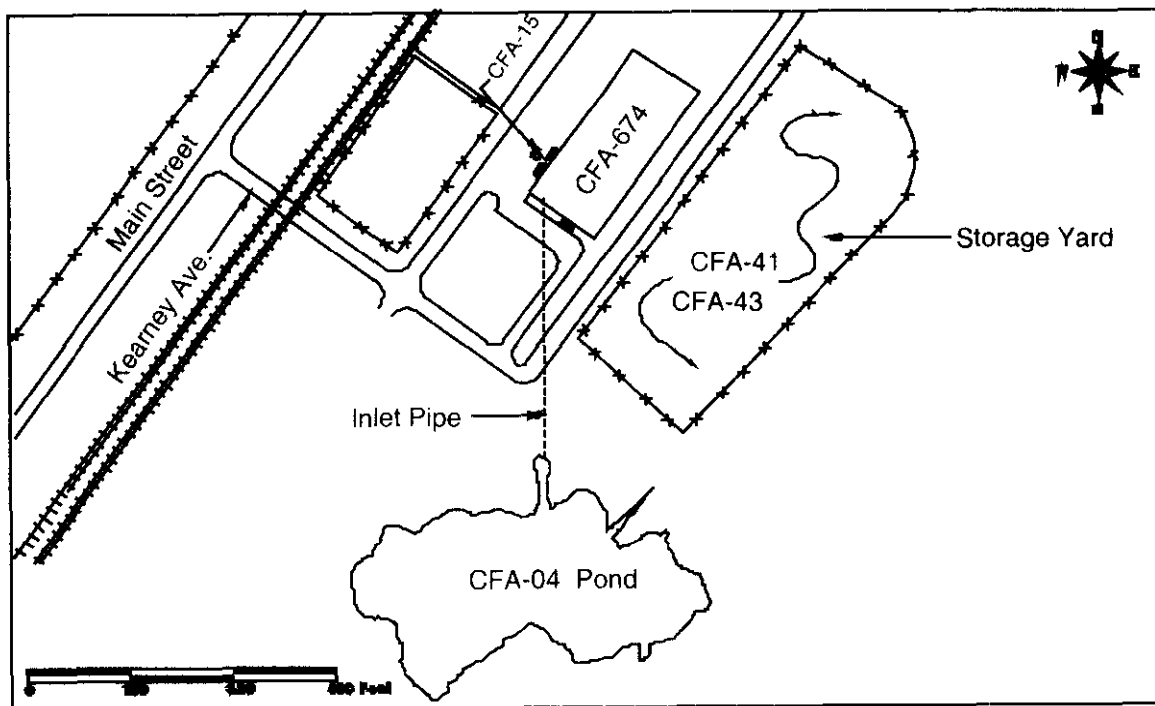 CFA-15
CFA-674
Main Street
Kearney Ave.
Storage Yard
CFA-41
CFA-43
Inlet Pipe
CFA-04 Pond
0
Feet